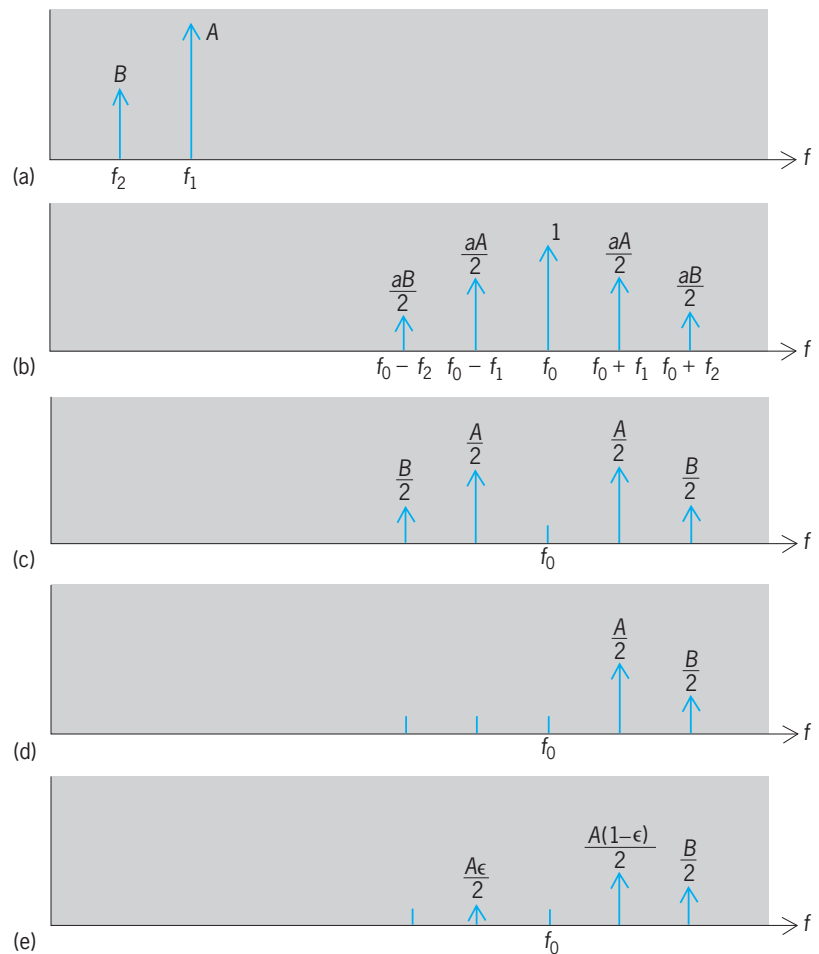 A
B
f
(a)
f₂ f₁
1
aA/2 aA/2
aB/2 aB/2
f
(b)
f₀ − f₂ f₀ − f₁ f₀ f₀ + f₁ f₀ + f₂
A/2 A/2
B/2 B/2
f
(c)
f₀
A/2
B/2
f
(d)
f₀
A(1−ϵ)/2 B/2
Aϵ/2
f
(e)
f₀